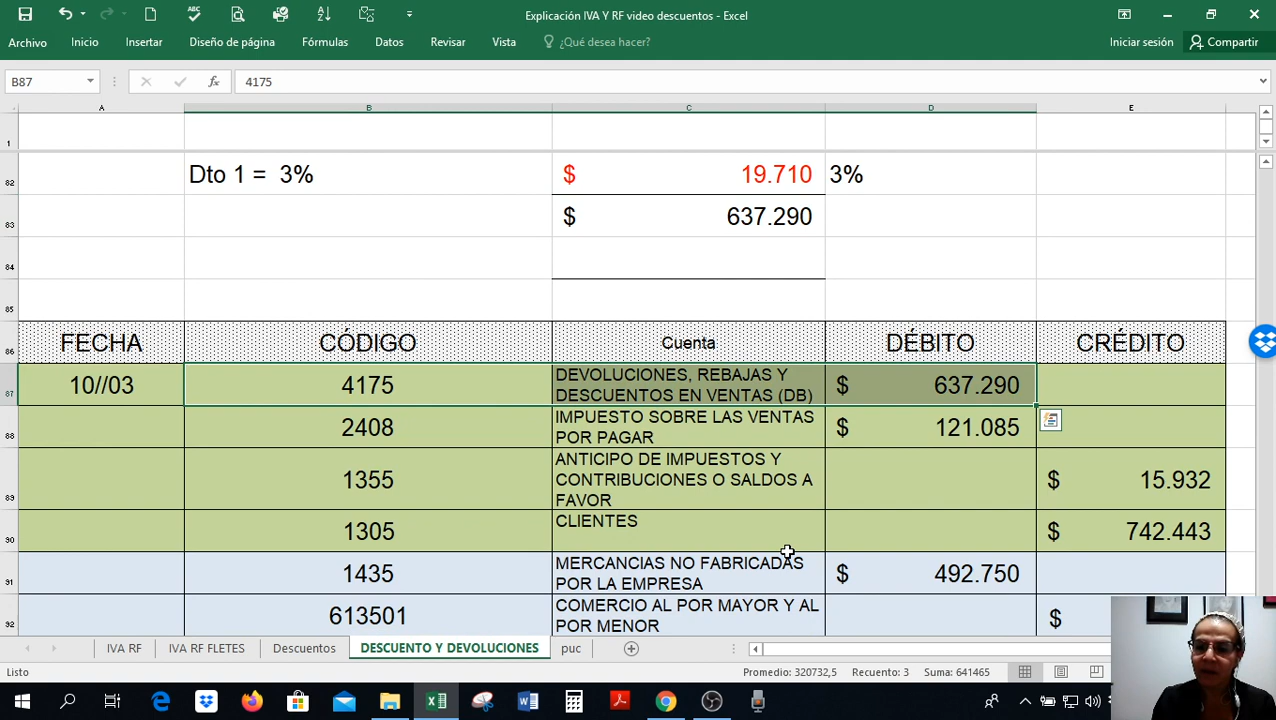 Explicación IVA Y RF video descuentos - Excel
Archivo Inicio Insertar Diseño de página Fórmulas Datos Revisar Vista ¿Qué desea hacer? Iniciar sesión Compartir
B87 fx 4175
A B C D E
1
82 Dto 1 = 3% $ 19.710 3%
83 $ 637.290
84
85
86 FECHA CÓDIGO Cuenta DÉBITO CRÉDITO
87 10//03 4175 DEVOLUCIONES, REBAJAS Y
DESCUENTOS EN VENTAS (DB) $ 637.290
88 2408 IMPUESTO SOBRE LAS VENTAS
POR PAGAR $ 121.085
89 1355 ANTICIPO DE IMPUESTOS Y
CONTRIBUCIONES O SALDOS A
FAVOR $ 15.932
90 1305 CLIENTES $ 742.443
91 1435 MERCANCIAS NO FABRICADAS
POR LA EMPRESA $ 492.750
92 613501 COMERCIO AL POR MAYOR Y AL
POR MENOR $
IVA RF IVA RF FLETES Descuentos DESCUENTO Y DEVOLUCIONES puc
Listo Promedio: 320732,5 Recuento: 3 Suma: 641465